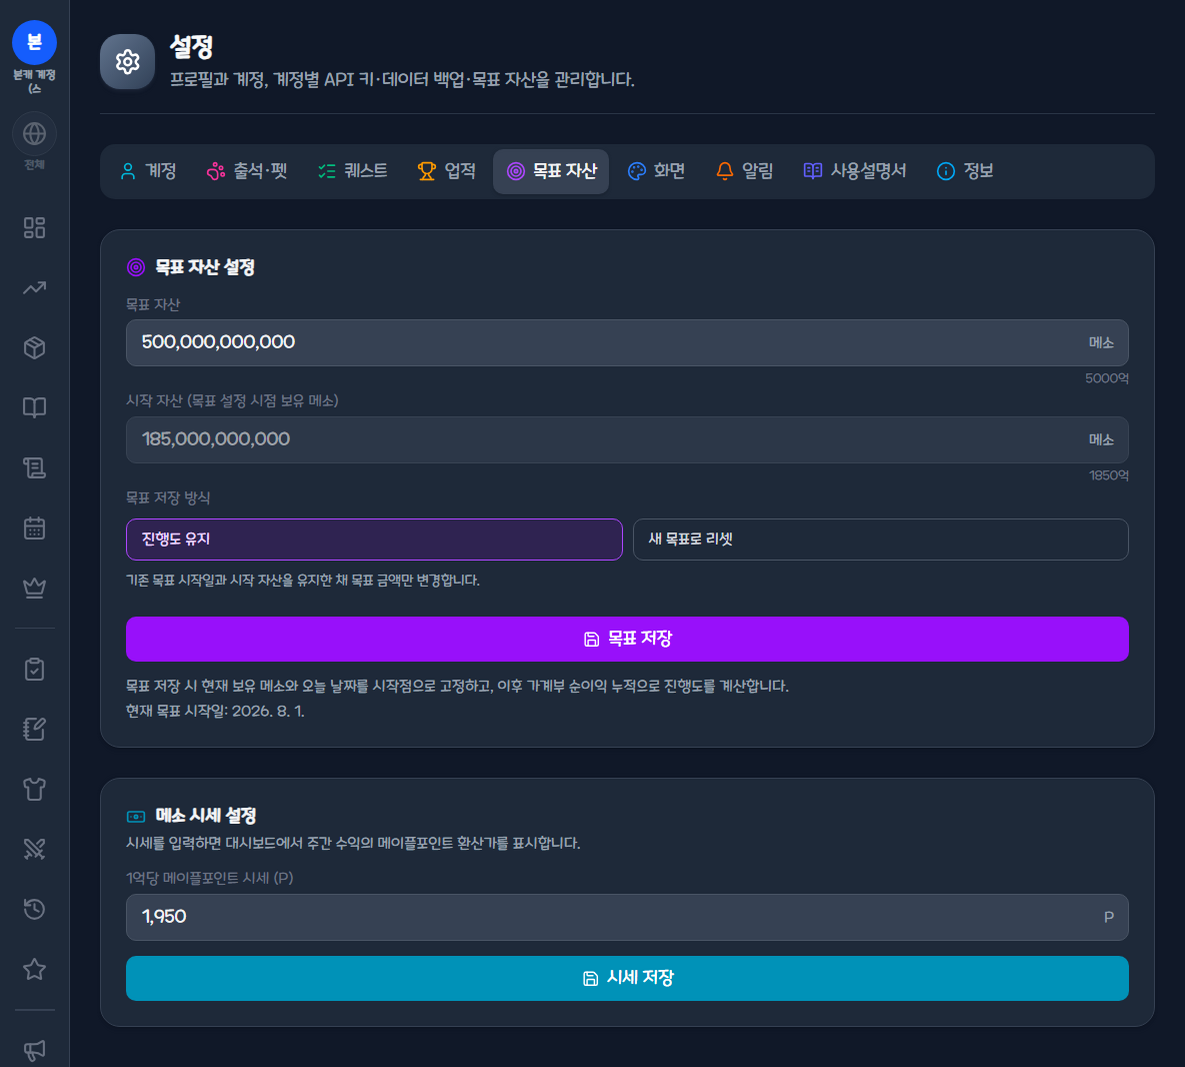 본
본캐 계정
(스
전체
설정
프로필과 계정, 계정별 API 키·데이터 백업·목표 자산을 관리합니다.
계정
출석·펫
퀘스트
업적
목표 자산
화면
알림
사용설명서
정보
목표 자산 설정
목표 자산
500,000,000,000
메소
5000억
시작 자산 (목표 설정 시점 보유 메소)
185,000,000,000
메소
1850억
목표 저장 방식
진행도 유지
새 목표로 리셋
기존 목표 시작일과 시작 자산을 유지한 채 목표 금액만 변경합니다.
목표 저장
목표 저장 시 현재 보유 메소와 오늘 날짜를 시작점으로 고정하고, 이후 가계부 순이익 누적으로 진행도를 계산합니다.
현재 목표 시작일: 2026. 8. 1.
메소 시세 설정
시세를 입력하면 대시보드에서 주간 수익의 메이플포인트 환산가를 표시합니다.
1억당 메이플포인트 시세 (P)
1,950
P
시세 저장